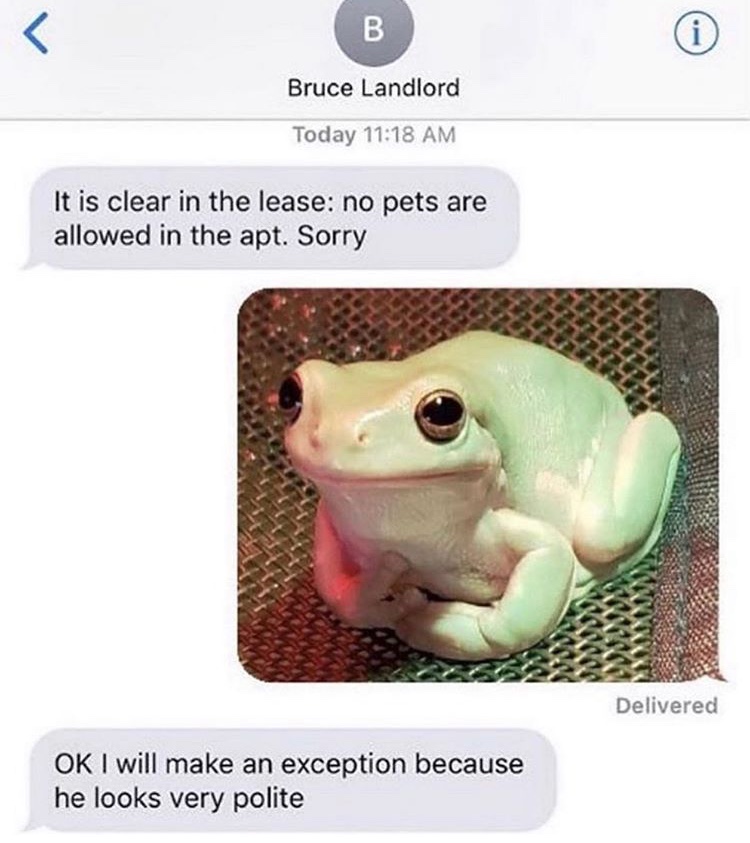 B
i
Bruce Landlord
Today 11:18 AM
It is clear in the lease: no pets are
allowed in the apt. Sorry
Delivered
OK I will make an exception because
he looks very polite